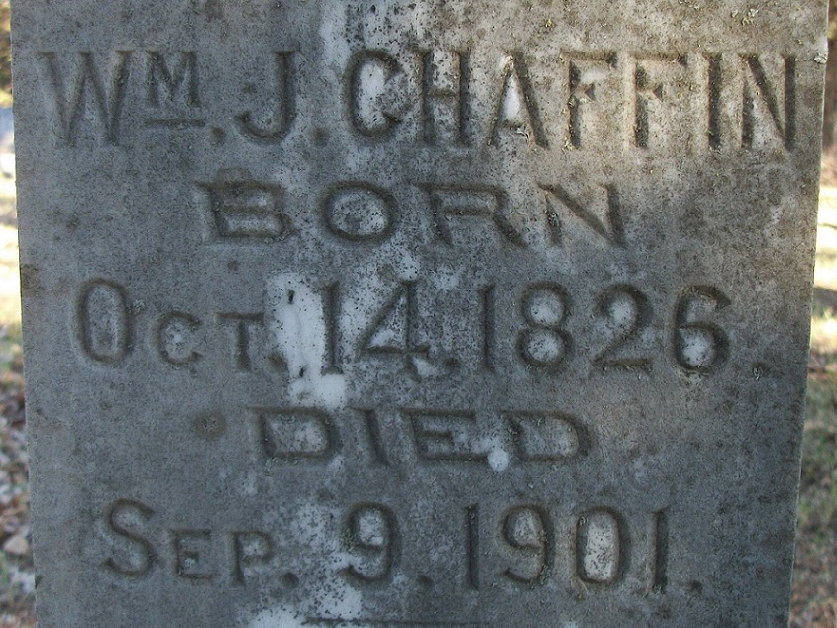 Wᴹ. J. CHAFFIN
BORN
OCT. 14. 1826.
DIED
SEP. 9. 1901.